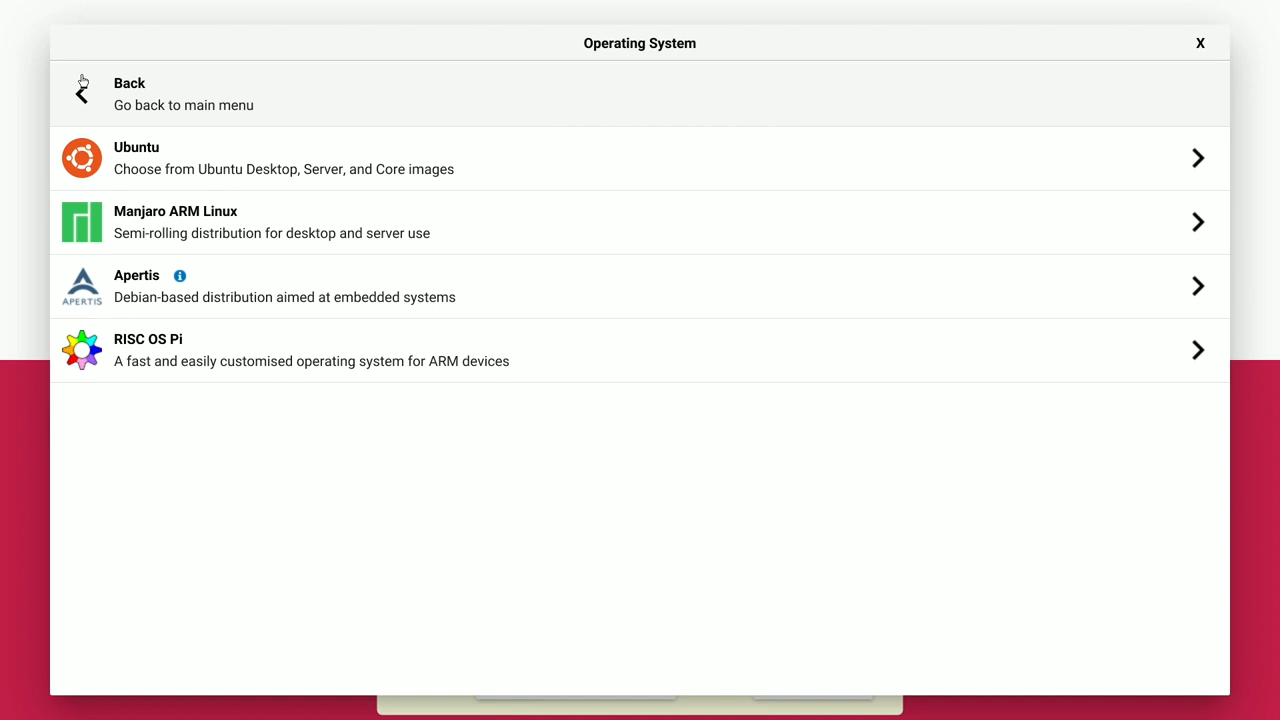 Operating System
X
Back
Go back to main menu
Ubuntu
Choose from Ubuntu Desktop, Server, and Core images
Manjaro ARM Linux
Semi-rolling distribution for desktop and server use
Apertis
APERTIS
Debian-based distribution aimed at embedded systems
RISC OS Pi
A fast and easily customised operating system for ARM devices